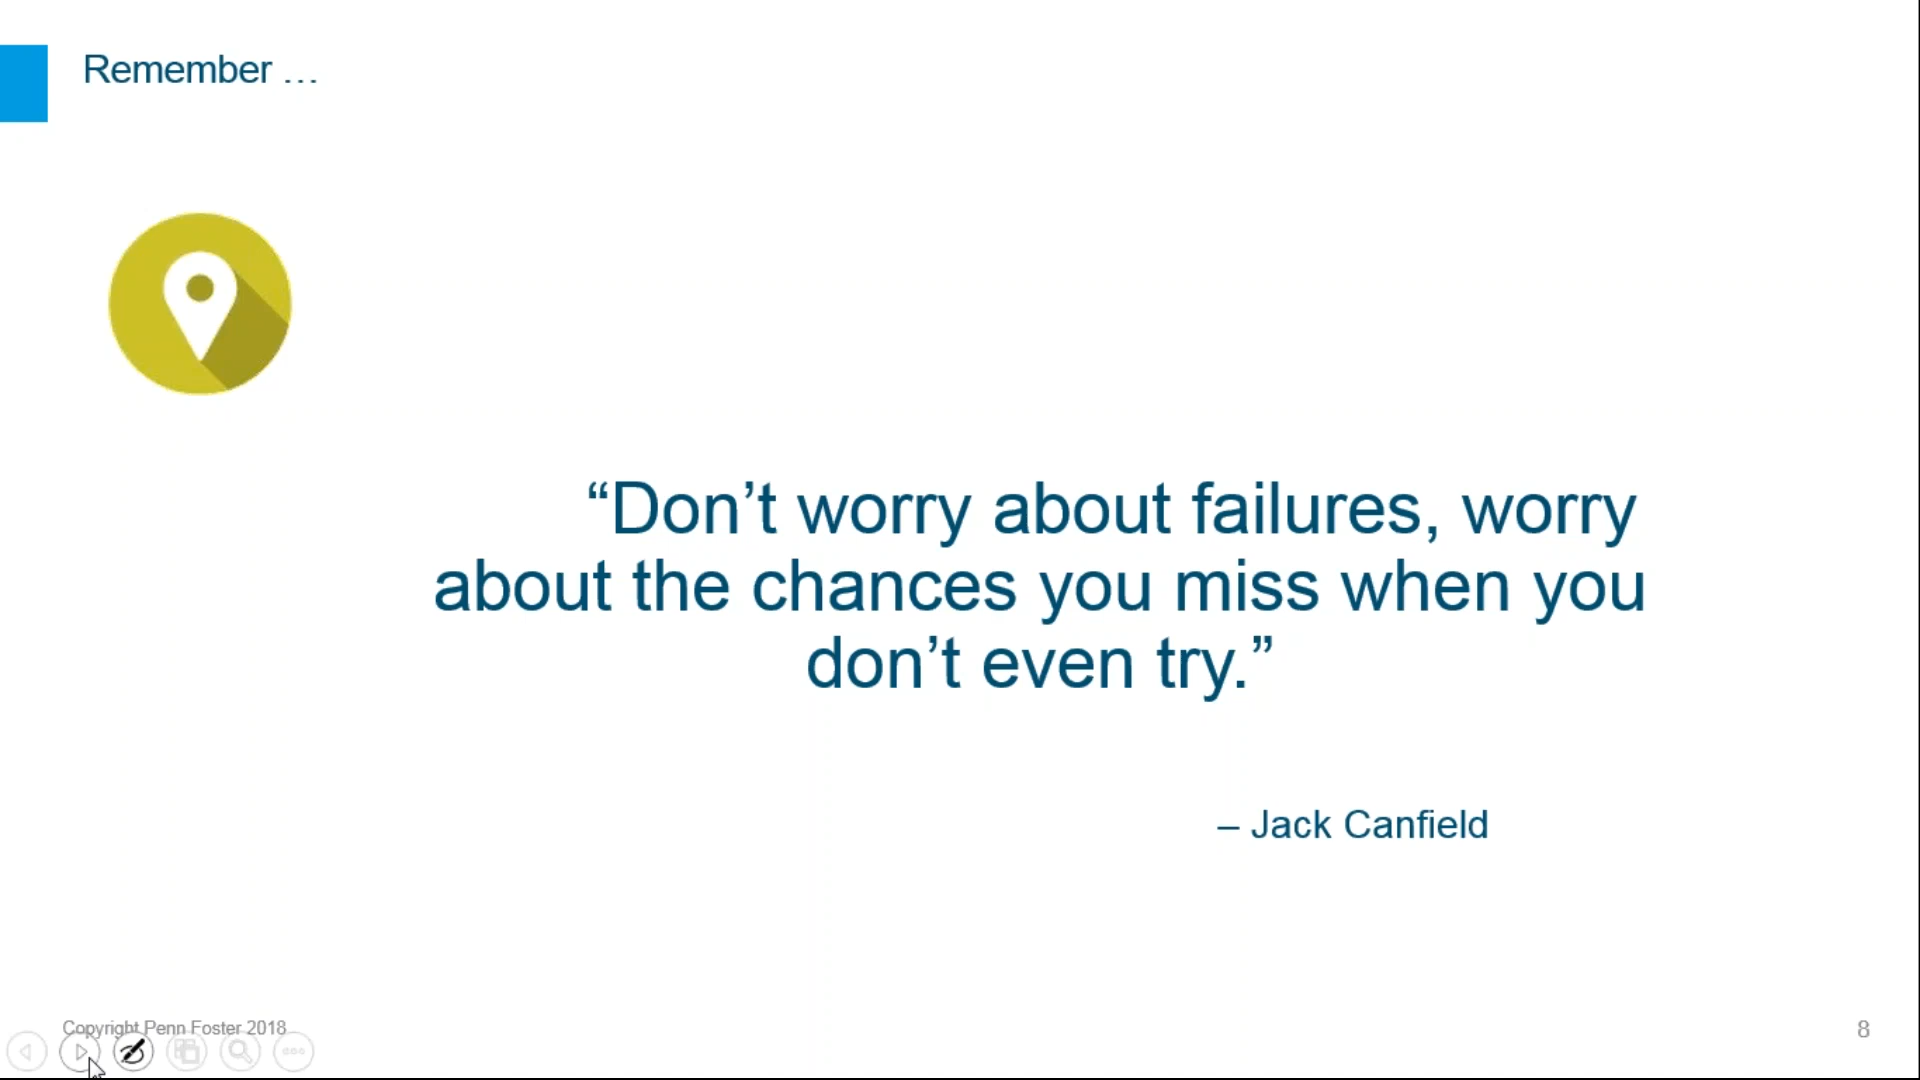 Remember …
“Don’t worry about failures, worry
about the chances you miss when you
don’t even try.”
– Jack Canfield
Copyright Penn Foster 2018
8